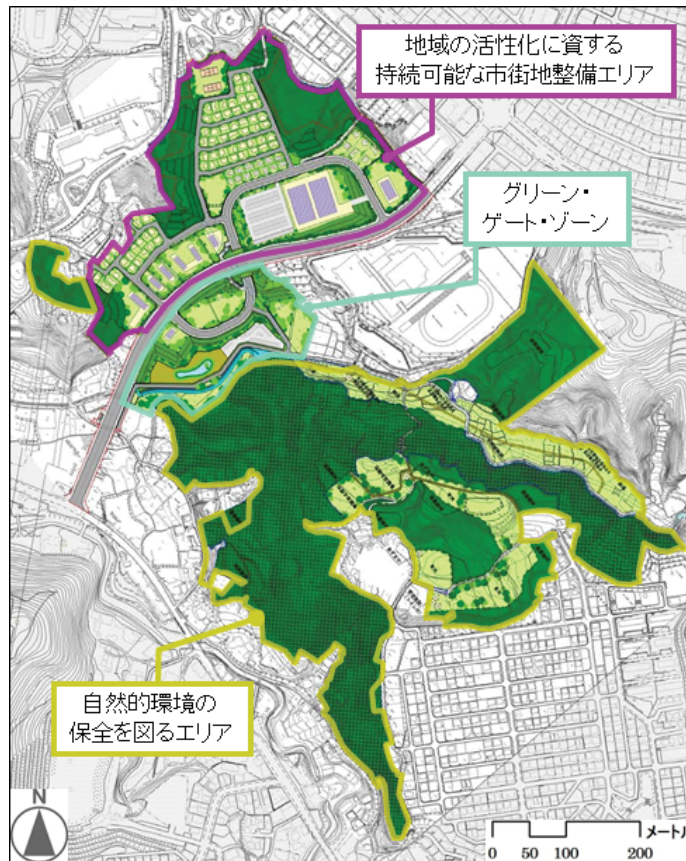 地域の活性化に資する
持続可能な市街地整備エリア
グリーン・
ゲート・ゾーン
自然的環境の
保全を図るエリア
N
メートル
0 50 100 200